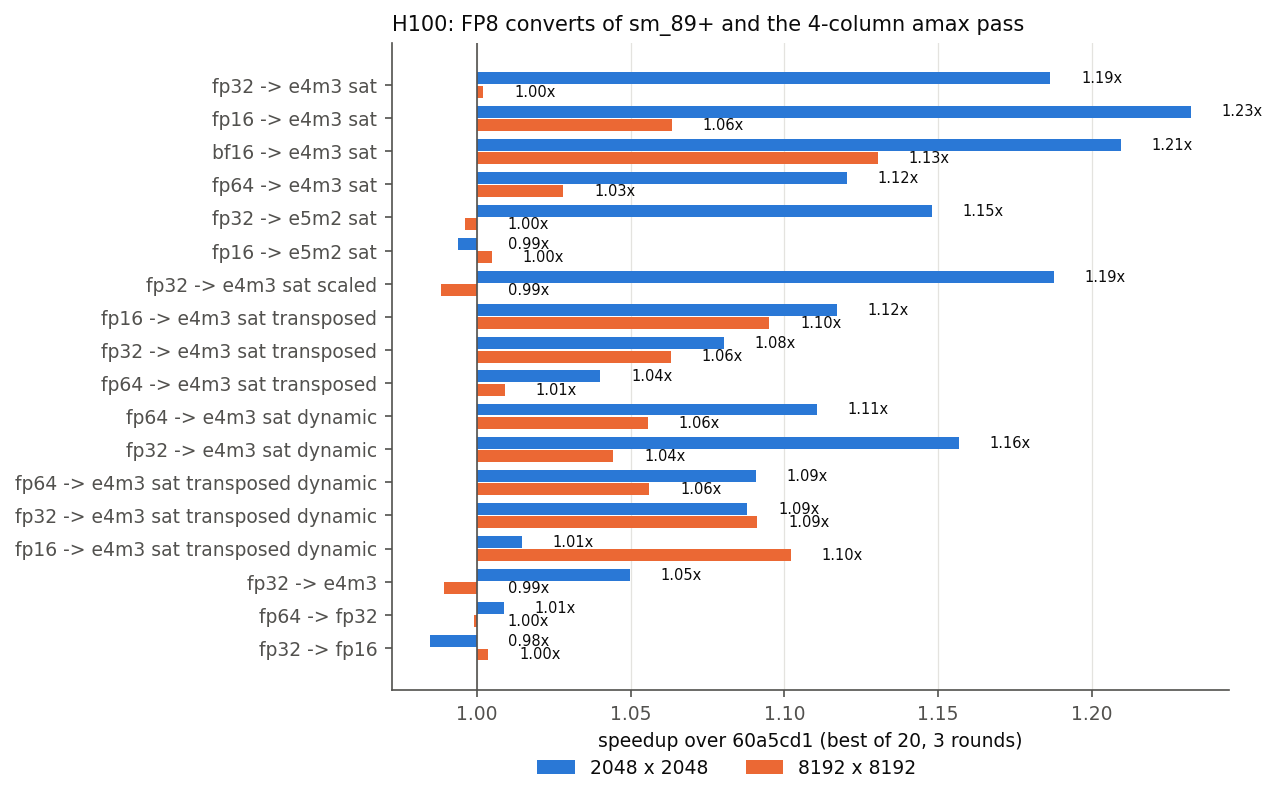 H100: FP8 converts of sm_89+ and the 4-column amax pass
fp32 -> e4m3 sat
1.19x
1.00x
fp16 -> e4m3 sat
1.23x
1.06x
bf16 -> e4m3 sat
1.21x
1.13x
fp64 -> e4m3 sat
1.12x
1.03x
fp32 -> e5m2 sat
1.15x
1.00x
fp16 -> e5m2 sat
0.99x
1.00x
fp32 -> e4m3 sat scaled
1.19x
0.99x
fp16 -> e4m3 sat transposed
1.12x
1.10x
fp32 -> e4m3 sat transposed
1.08x
1.06x
fp64 -> e4m3 sat transposed
1.04x
1.01x
fp64 -> e4m3 sat dynamic
1.11x
1.06x
fp32 -> e4m3 sat dynamic
1.16x
1.04x
fp64 -> e4m3 sat transposed dynamic
1.09x
1.06x
fp32 -> e4m3 sat transposed dynamic
1.09x
1.09x
fp16 -> e4m3 sat transposed dynamic
1.01x
1.10x
fp32 -> e4m3
1.05x
0.99x
fp64 -> fp32
1.01x
1.00x
fp32 -> fp16
0.98x
1.00x
1.00 1.05 1.10 1.15 1.20
speedup over 60a5cd1 (best of 20, 3 rounds)
2048 x 2048 8192 x 8192